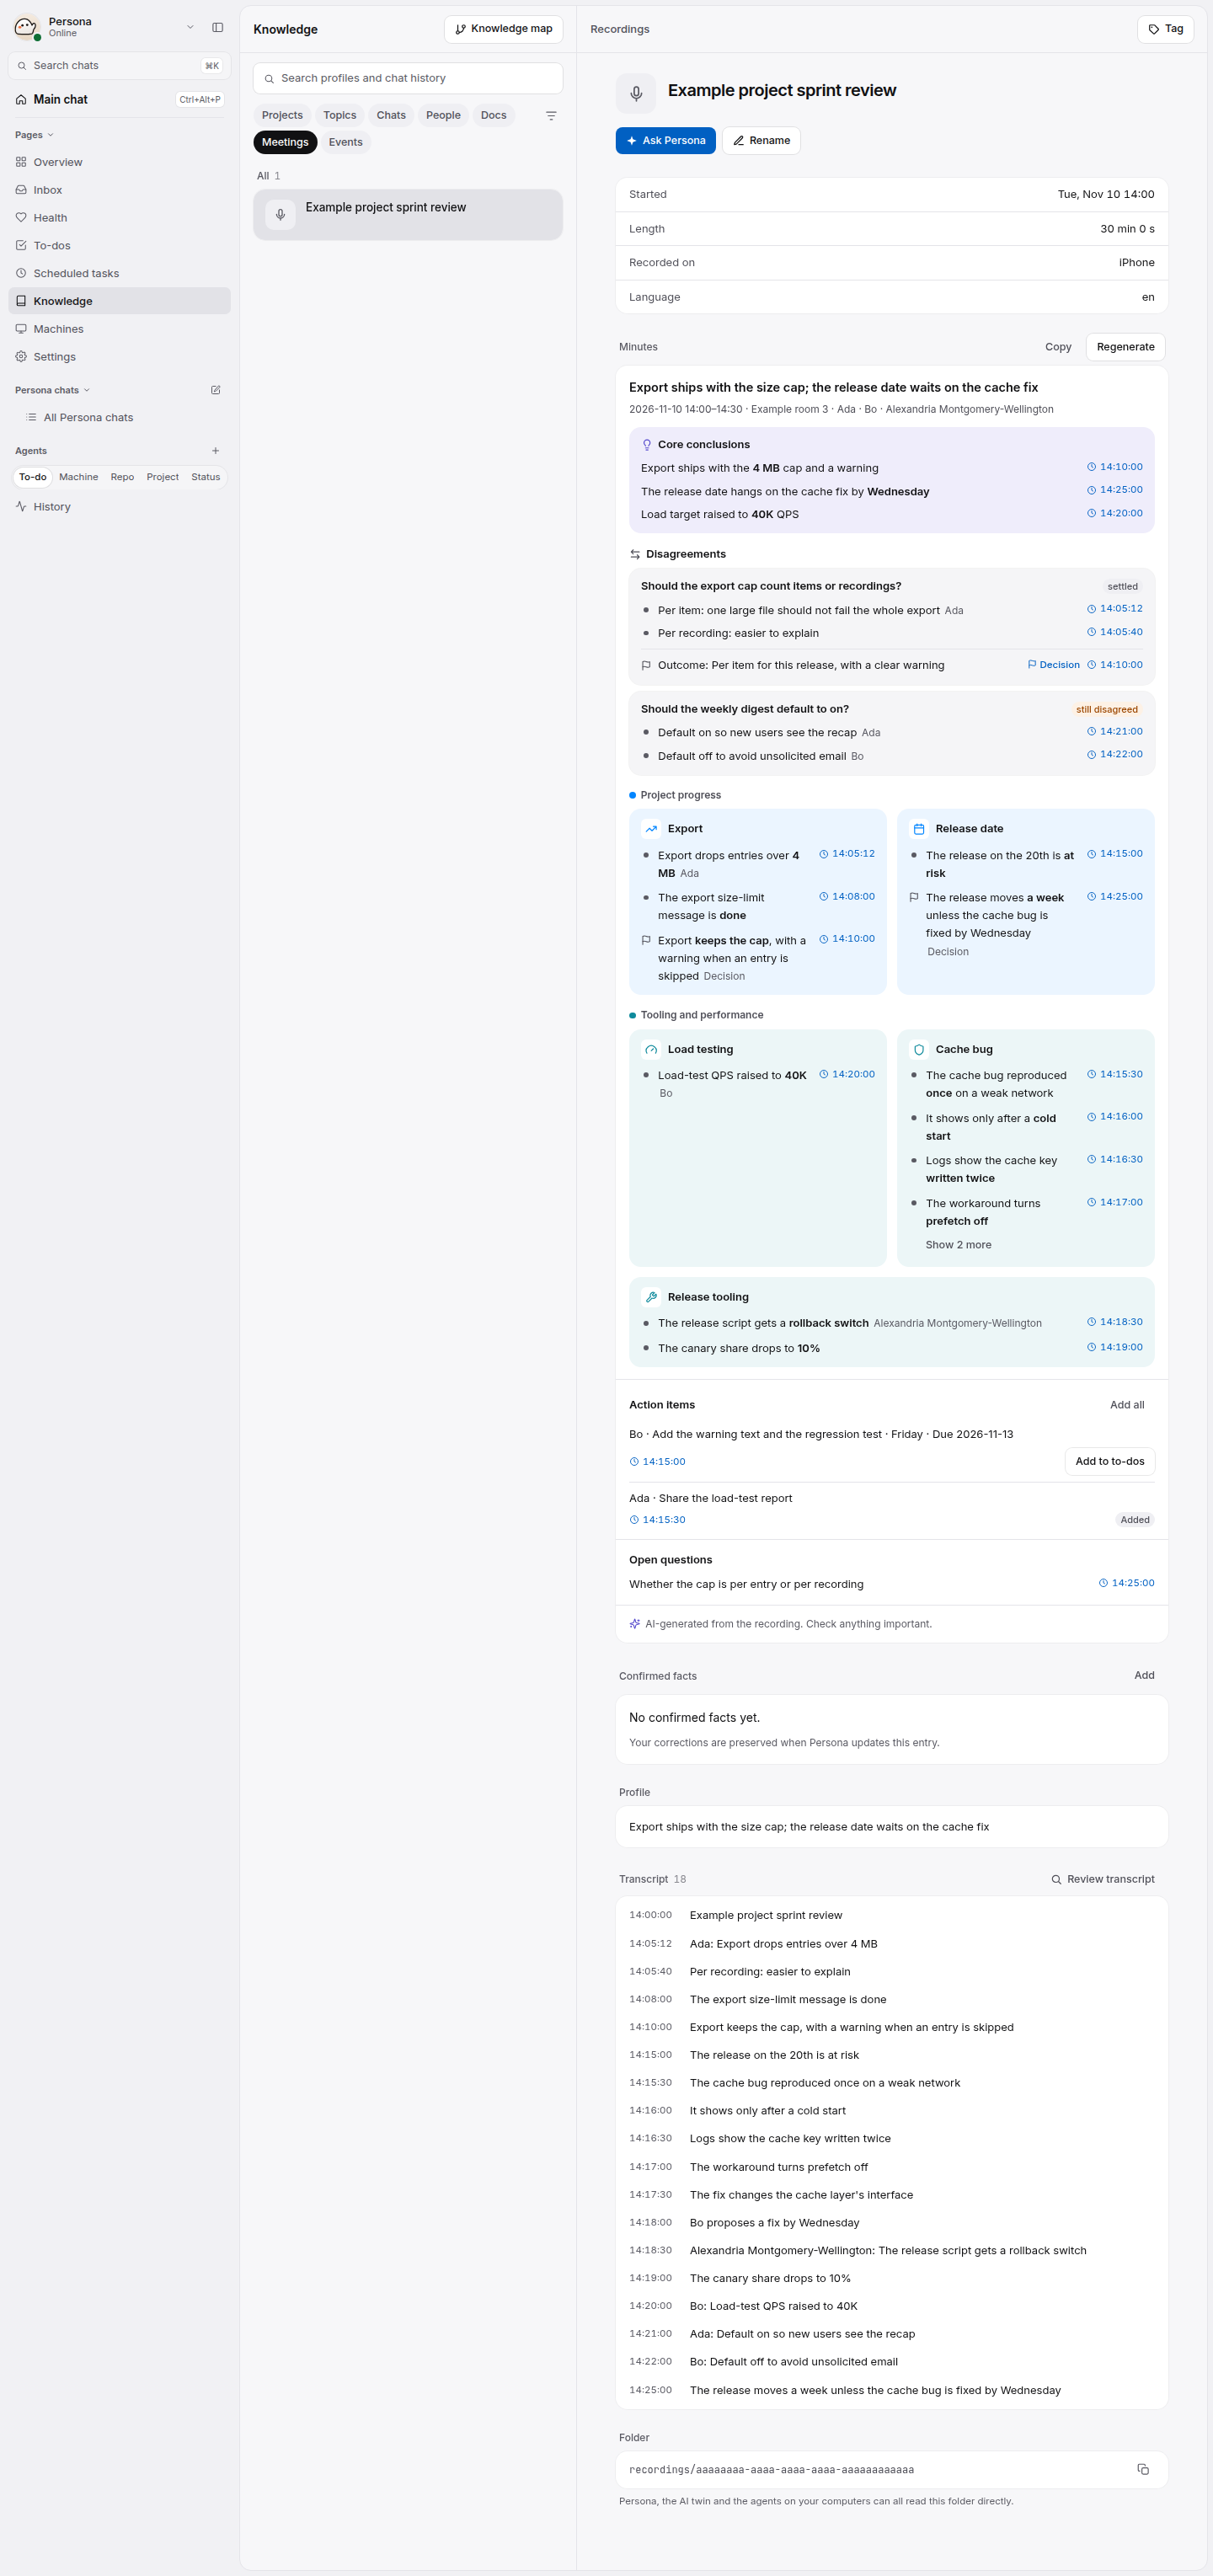 Persona
Online
Search chats
⌘K
Main chat
Ctrl+Alt+P
Pages
Overview
Inbox
Health
To-dos
Scheduled tasks
Knowledge
Machines
Settings
Persona chats
All Persona chats
Agents
To-do
Machine
Repo
Project
Status
History
Knowledge
Knowledge map
Search profiles and chat history
Projects
Topics
Chats
People
Docs
Meetings
Events
All 1
Example project sprint review
Recordings
Tag
Example project sprint review
Ask Persona
Rename
Started
Tue, Nov 10 14:00
Length
30 min 0 s
Recorded on
iPhone
Language
en
Minutes
Copy
Regenerate
Export ships with the size cap; the release date waits on the cache fix
2026-11-10 14:00–14:30 · Example room 3 · Ada · Bo · Alexandria Montgomery-Wellington
Core conclusions
Export ships with the 4 MB cap and a warning
14:10:00
The release date hangs on the cache fix by Wednesday
14:25:00
Load target raised to 40K QPS
14:20:00
Disagreements
Should the export cap count items or recordings?
settled
Per item: one large file should not fail the whole export Ada
14:05:12
Per recording: easier to explain
14:05:40
Outcome: Per item for this release, with a clear warning
Decision
14:10:00
Should the weekly digest default to on?
still disagreed
Default on so new users see the recap Ada
14:21:00
Default off to avoid unsolicited email Bo
14:22:00
Project progress
Export
Export drops entries over 4
MB Ada
14:05:12
The export size-limit
message is done
14:08:00
Export keeps the cap, with a
warning when an entry is
skipped Decision
14:10:00
Release date
The release on the 20th is at
risk
14:15:00
The release moves a week
unless the cache bug is
fixed by Wednesday
Decision
14:25:00
Tooling and performance
Load testing
Load-test QPS raised to 40K
Bo
14:20:00
Cache bug
The cache bug reproduced
once on a weak network
14:15:30
It shows only after a cold
start
14:16:00
Logs show the cache key
written twice
14:16:30
The workaround turns
prefetch off
14:17:00
Show 2 more
Release tooling
The release script gets a rollback switch Alexandria Montgomery-Wellington
14:18:30
The canary share drops to 10%
14:19:00
Action items
Add all
Bo · Add the warning text and the regression test · Friday · Due 2026-11-13
14:15:00
Add to to-dos
Ada · Share the load-test report
14:15:30
Added
Open questions
Whether the cap is per entry or per recording
14:25:00
AI-generated from the recording. Check anything important.
Confirmed facts
Add
No confirmed facts yet.
Your corrections are preserved when Persona updates this entry.
Profile
Export ships with the size cap; the release date waits on the cache fix
Transcript 18
Review transcript
14:00:00 Example project sprint review
14:05:12 Ada: Export drops entries over 4 MB
14:05:40 Per recording: easier to explain
14:08:00 The export size-limit message is done
14:10:00 Export keeps the cap, with a warning when an entry is skipped
14:15:00 The release on the 20th is at risk
14:15:30 The cache bug reproduced once on a weak network
14:16:00 It shows only after a cold start
14:16:30 Logs show the cache key written twice
14:17:00 The workaround turns prefetch off
14:17:30 The fix changes the cache layer's interface
14:18:00 Bo proposes a fix by Wednesday
14:18:30 Alexandria Montgomery-Wellington: The release script gets a rollback switch
14:19:00 The canary share drops to 10%
14:20:00 Bo: Load-test QPS raised to 40K
14:21:00 Ada: Default on so new users see the recap
14:22:00 Bo: Default off to avoid unsolicited email
14:25:00 The release moves a week unless the cache bug is fixed by Wednesday
Folder
recordings/aaaaaaaa-aaaa-aaaa-aaaa-aaaaaaaaaaaa
Persona, the AI twin and the agents on your computers can all read this folder directly.